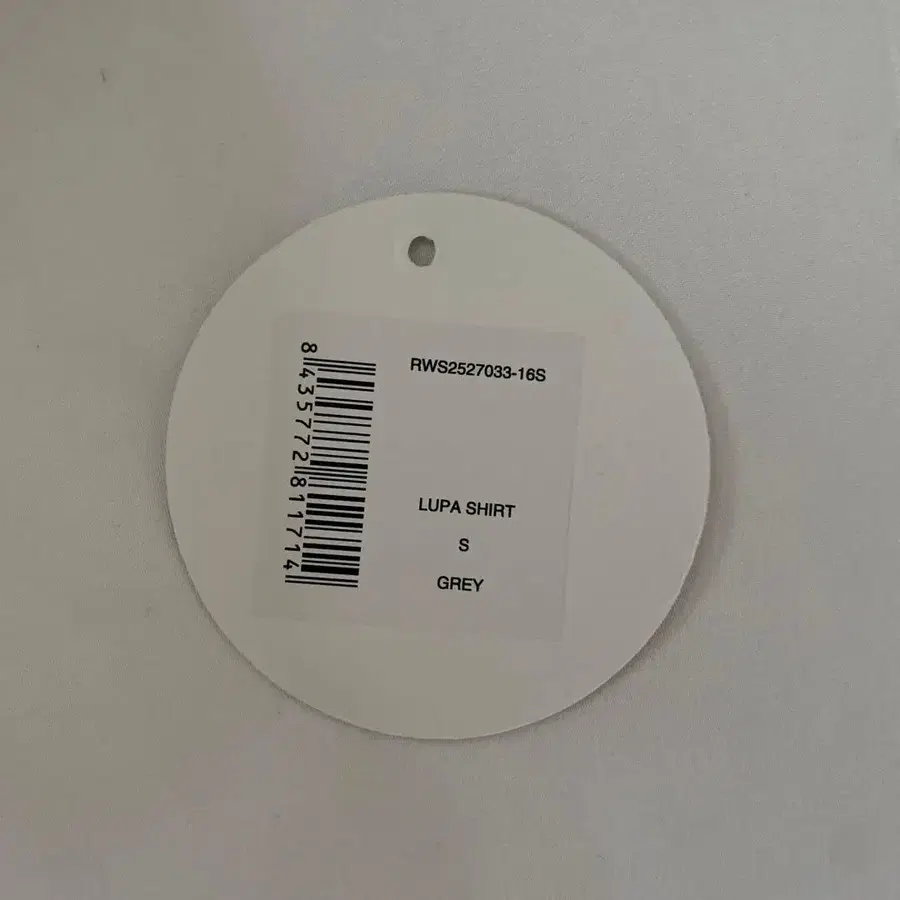 RWS2527033-16S
8435772811714
LUPA SHIRT
S
GREY